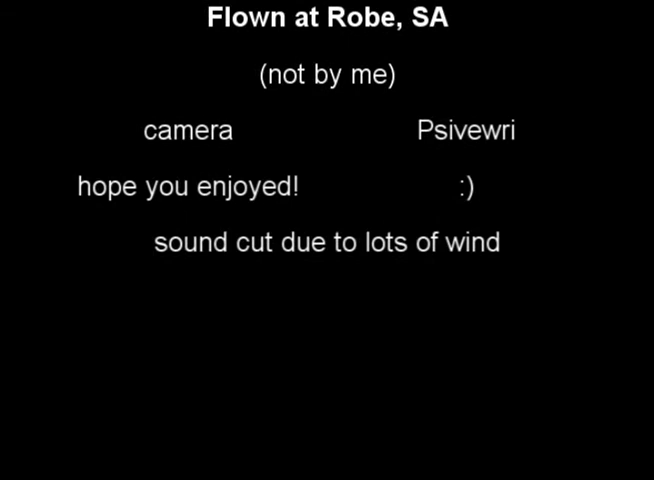 Flown at Robe, SA
(not by me)
camera Psivewri
hope you enjoyed! :)
sound cut due to lots of wind